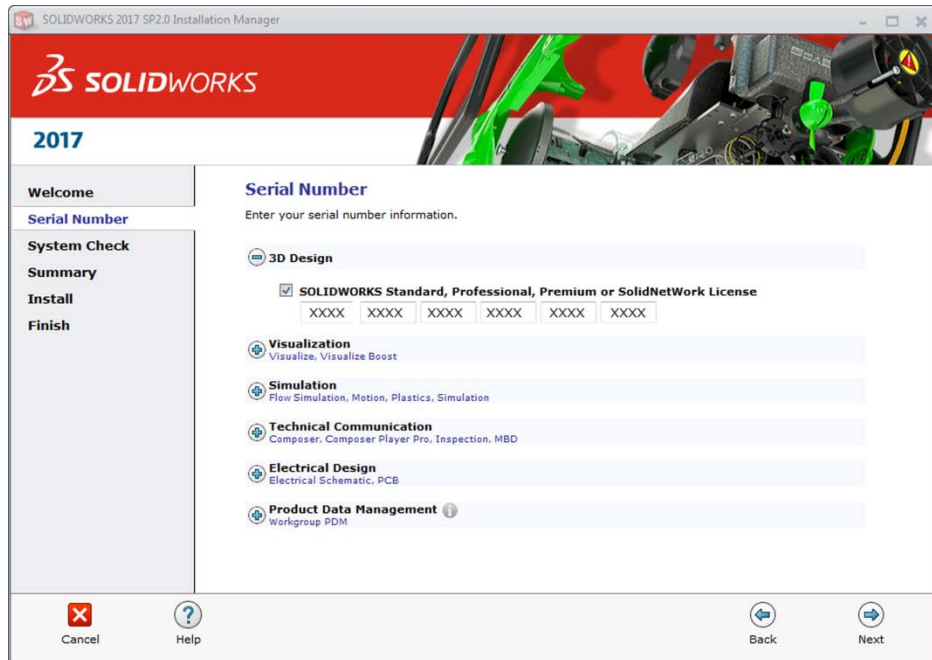 SOLIDWORKS 2017 SP2.0 Installation Manager
SOLIDWORKS
2017
Welcome
Serial Number
System Check
Summary
Install
Finish
Serial Number
Enter your serial number information.
3D Design
SOLIDWORKS Standard, Professional, Premium or SolidNetWork License
XXXX XXXX XXXX XXXX XXXX XXXX
Visualization
Visualize, Visualize Boost
Simulation
Flow Simulation, Motion, Plastics, Simulation
Technical Communication
Composer, Composer Player Pro, Inspection, MBD
Electrical Design
Electrical Schematic, PCB
Product Data Management
Workgroup PDM
Cancel
Help
Back
Next